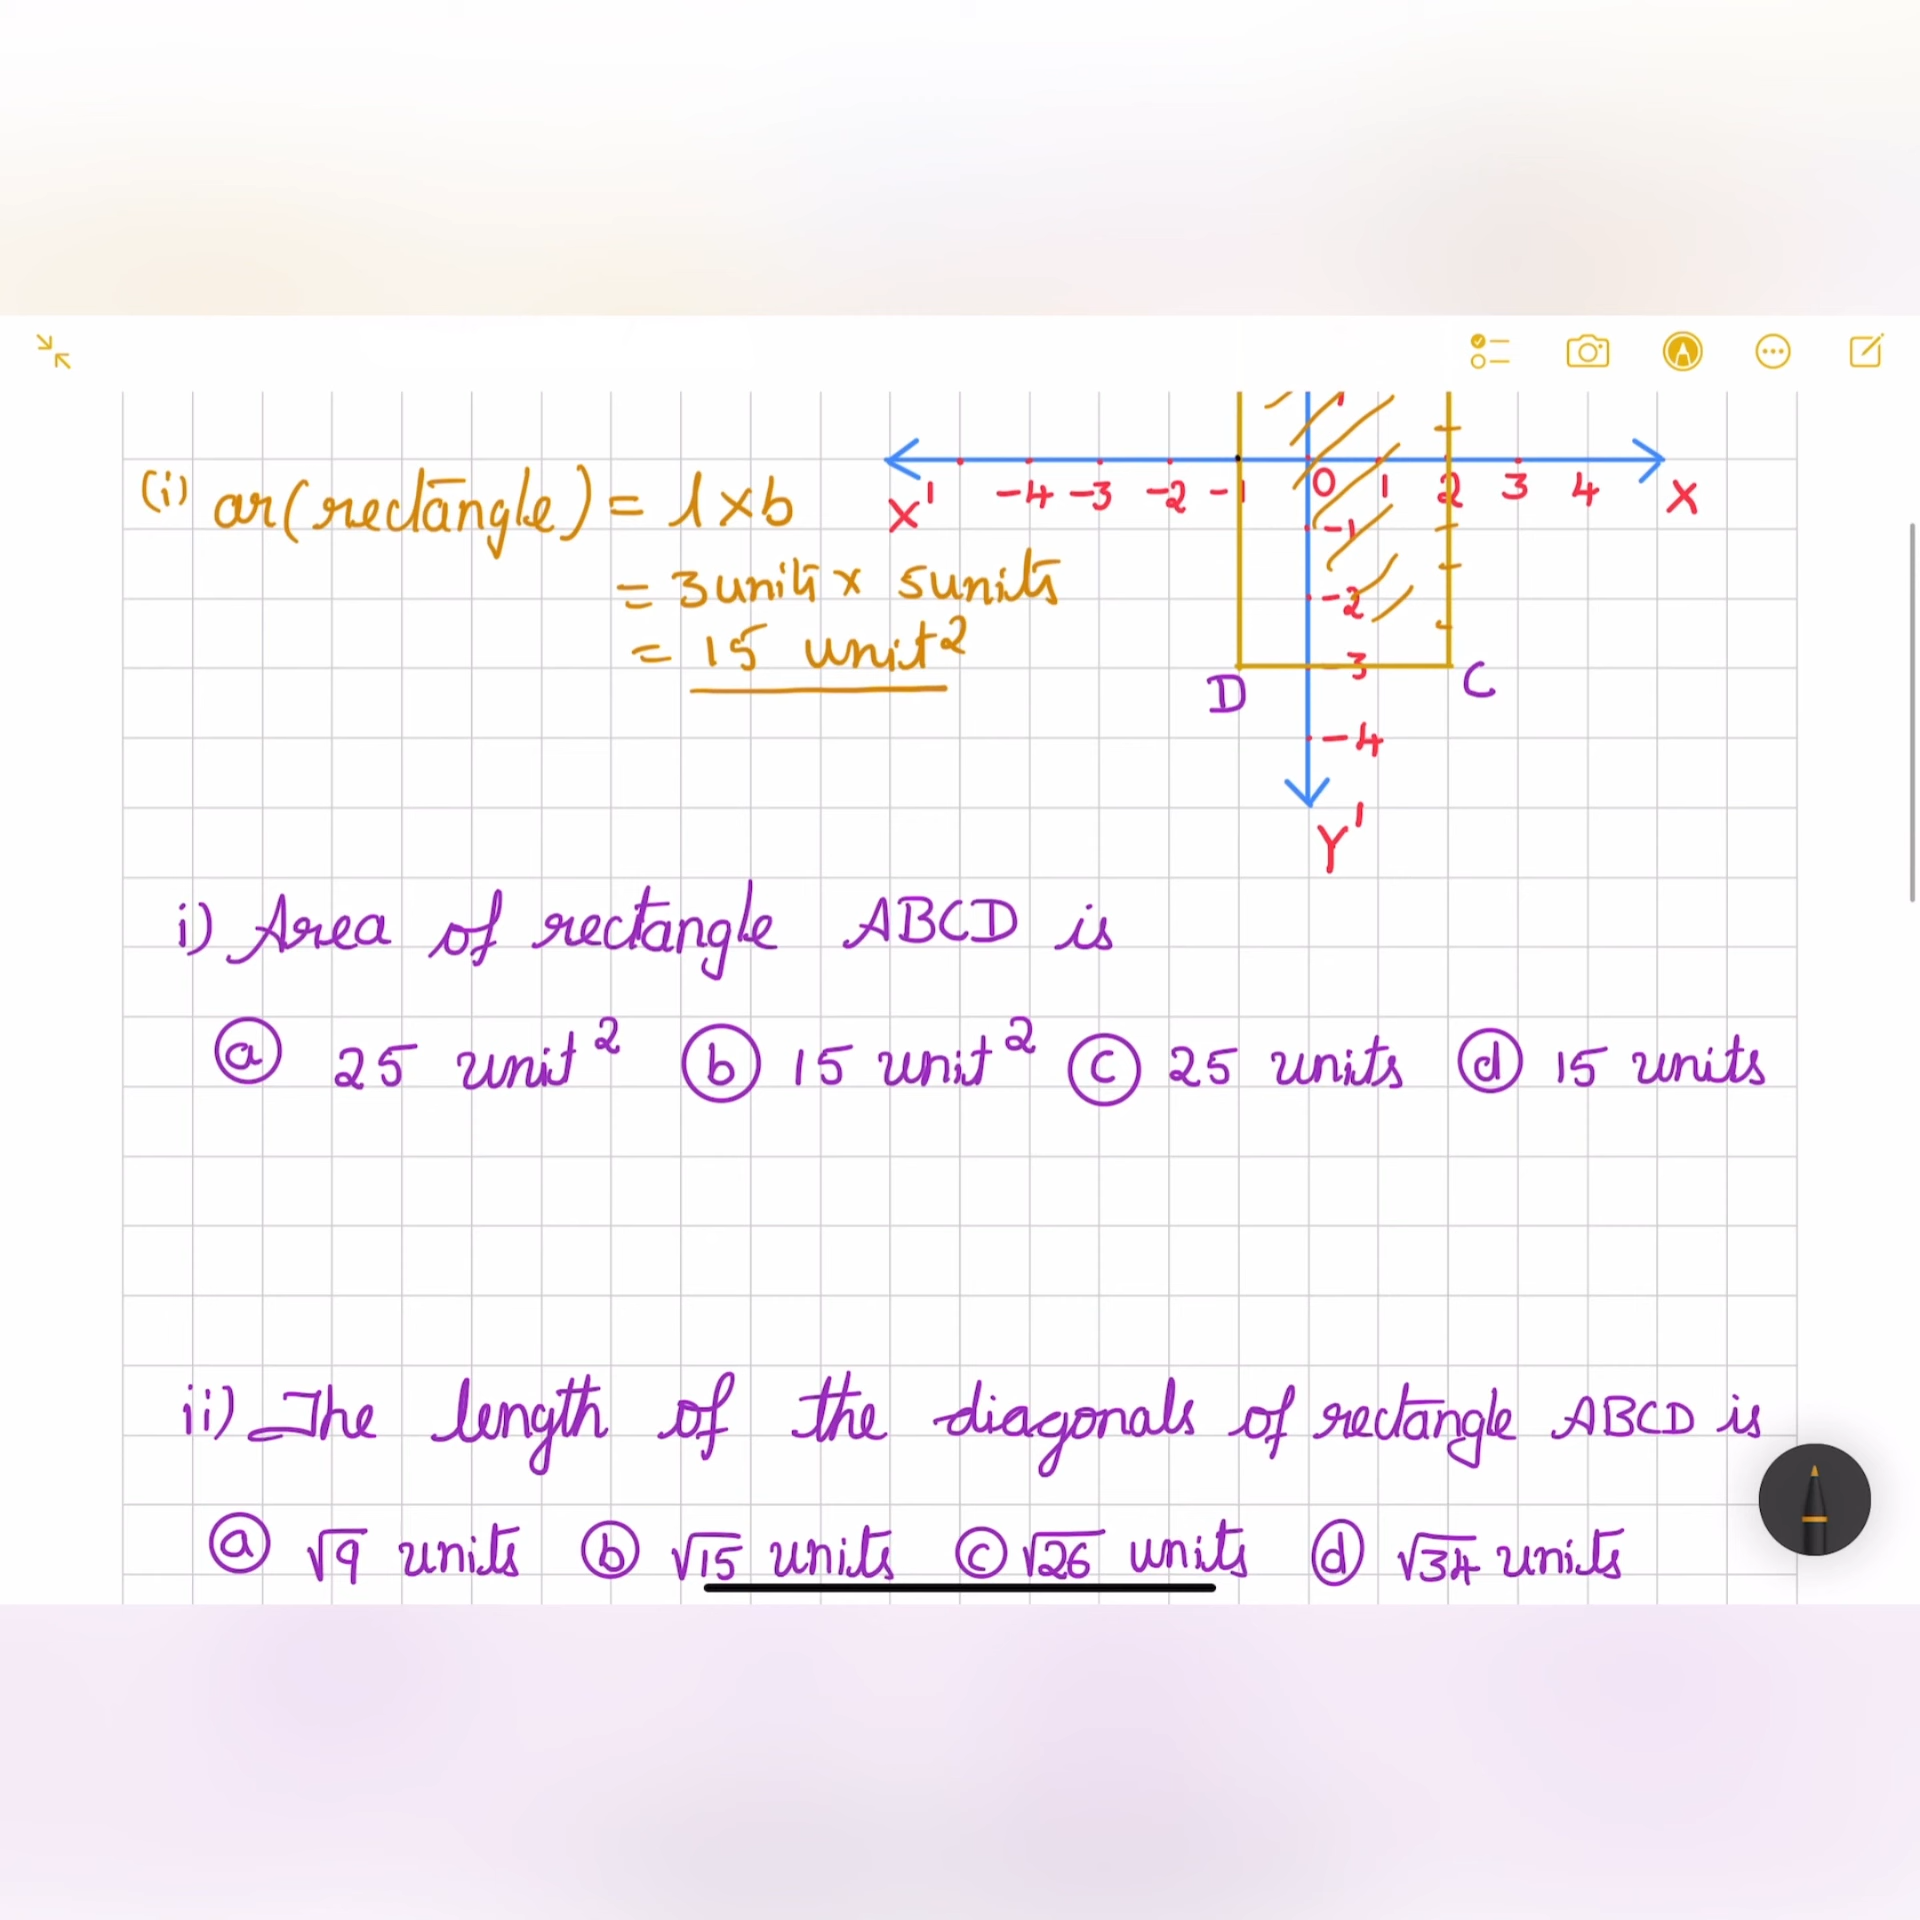 (i) ar(rectangle) = l×b
= 3 units × 5 units
= 15 unit²
X' -4 -3 -2 -1 0 1 2 3 4 X
-1
-2
3
D C
-4
Y'
i) Area of rectangle ABCD is
(a) 25 unit² (b) 15 unit² (c) 25 units (d) 15 units
ii) The length of the diagonals of rectangle ABCD is
(a) √9 units (b) √15 units (c) √26 units (d) √34 units